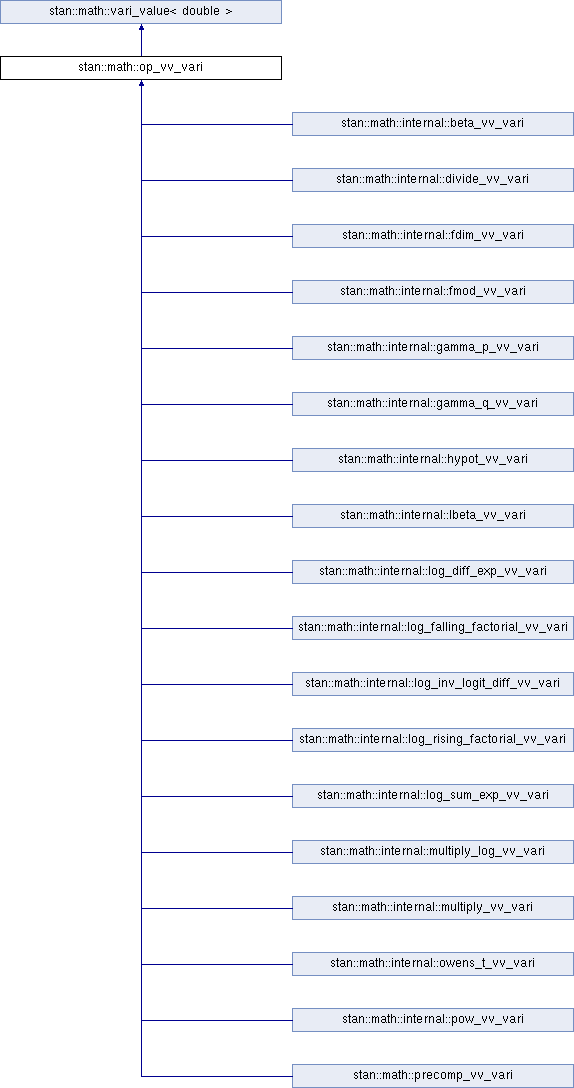 stan::math::vari_value< double >
stan::math::op_vv_vari
stan::math::internal::beta_vv_vari
stan::math::internal::divide_vv_vari
stan::math::internal::fdim_vv_vari
stan::math::internal::fmod_vv_vari
stan::math::internal::gamma_p_vv_vari
stan::math::internal::gamma_q_vv_vari
stan::math::internal::hypot_vv_vari
stan::math::internal::lbeta_vv_vari
stan::math::internal::log_diff_exp_vv_vari
stan::math::internal::log_falling_factorial_vv_vari
stan::math::internal::log_inv_logit_diff_vv_vari
stan::math::internal::log_rising_factorial_vv_vari
stan::math::internal::log_sum_exp_vv_vari
stan::math::internal::multiply_log_vv_vari
stan::math::internal::multiply_vv_vari
stan::math::internal::owens_t_vv_vari
stan::math::internal::pow_vv_vari
stan::math::precomp_vv_vari